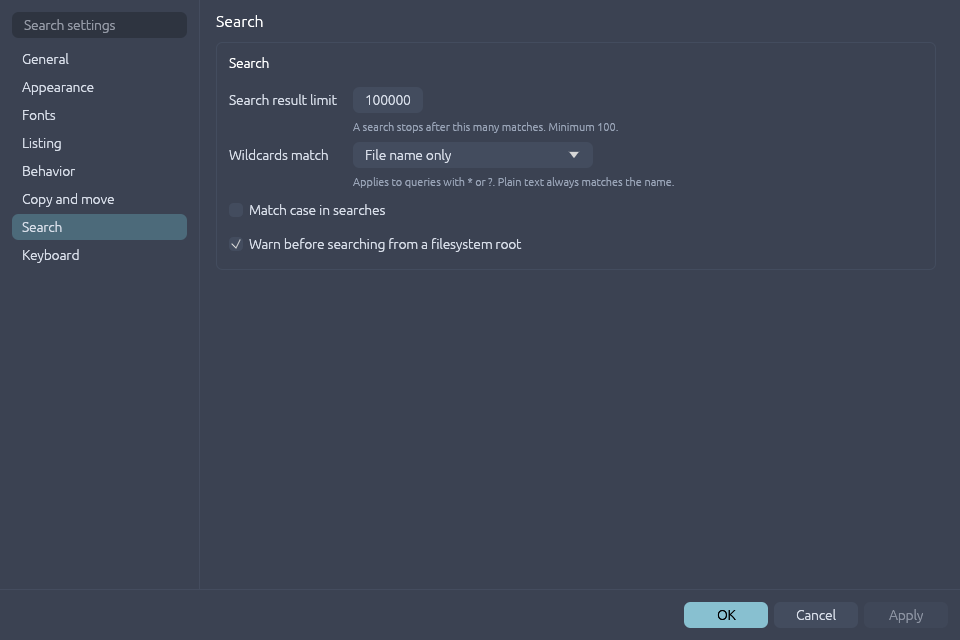 Search settings
General
Appearance
Fonts
Listing
Behavior
Copy and move
Search
Keyboard
Search
Search
Search result limit 100000
A search stops after this many matches. Minimum 100.
Wildcards match File name only
Applies to queries with * or ?. Plain text always matches the name.
Match case in searches
Warn before searching from a filesystem root
OK Cancel Apply